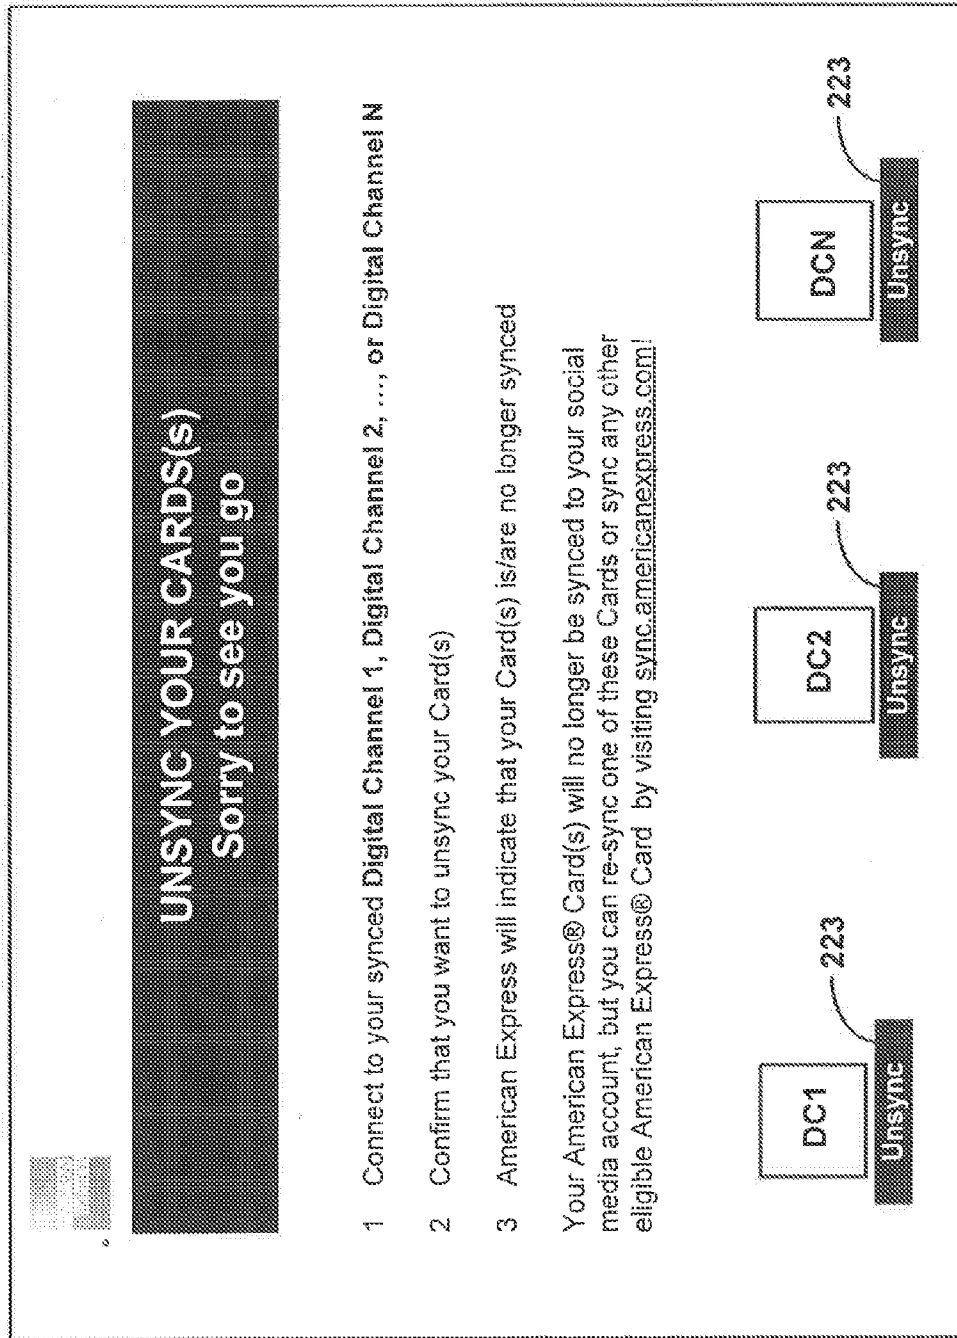 UNSYNC YOUR CARDS(s)
Sorry to see you go
1 Connect to your synced Digital Channel 1, Digital Channel 2, ..., or Digital Channel N
2 Confirm that you want to unsync your Card(s)
3 American Express will indicate that your Card(s) is/are no longer synced
Your American Express® Card(s) will no longer be synced to your social
media account, but you can re-sync one of these Cards or sync any other
eligible American Express® Card by visiting sync.americanexpress.com!
DC1
Unsync
223
DC2
Unsync
223
DCN
Unsync
223